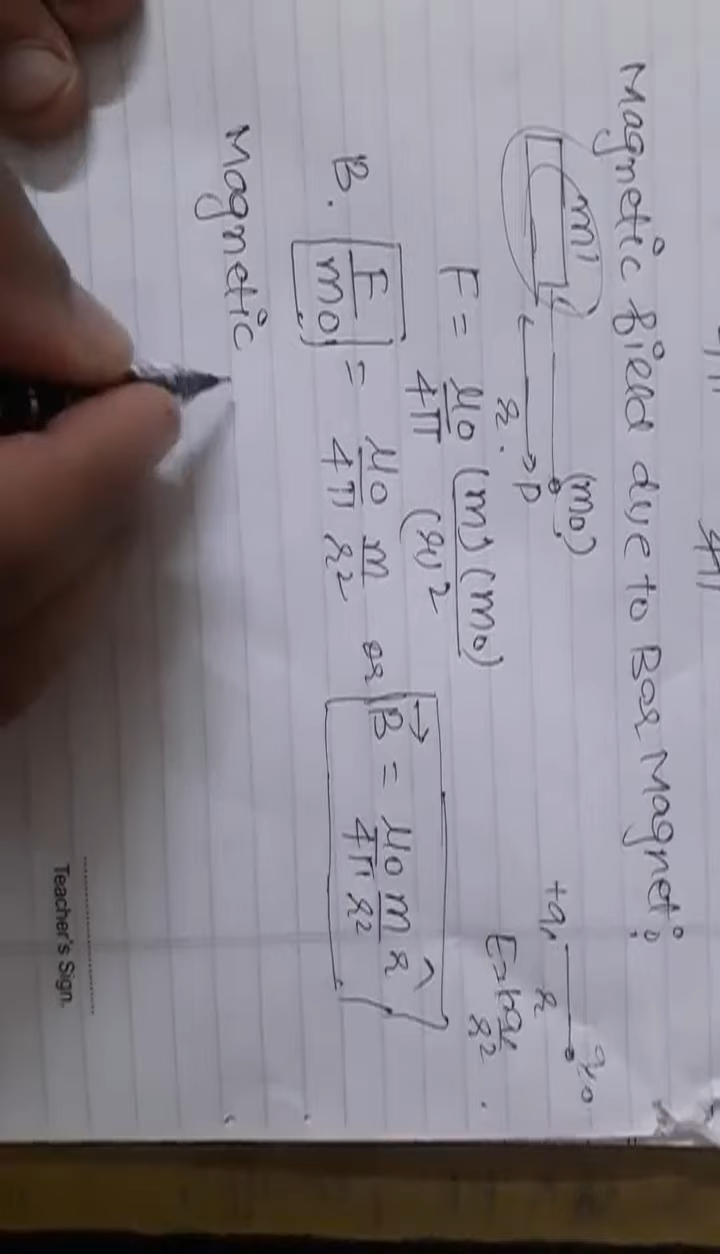 4π
Magnetic field due to Bar Magnet:
m (m0) +q1 q0
r. P r
F = μ0/4π (m) (m0)/(r)2 E = kq1/r2 .
B. F/m0 = μ0/4π m/r2 or B⃗ = μ0/4π m/r2 r̂
Magnetic
Teacher's Sign.